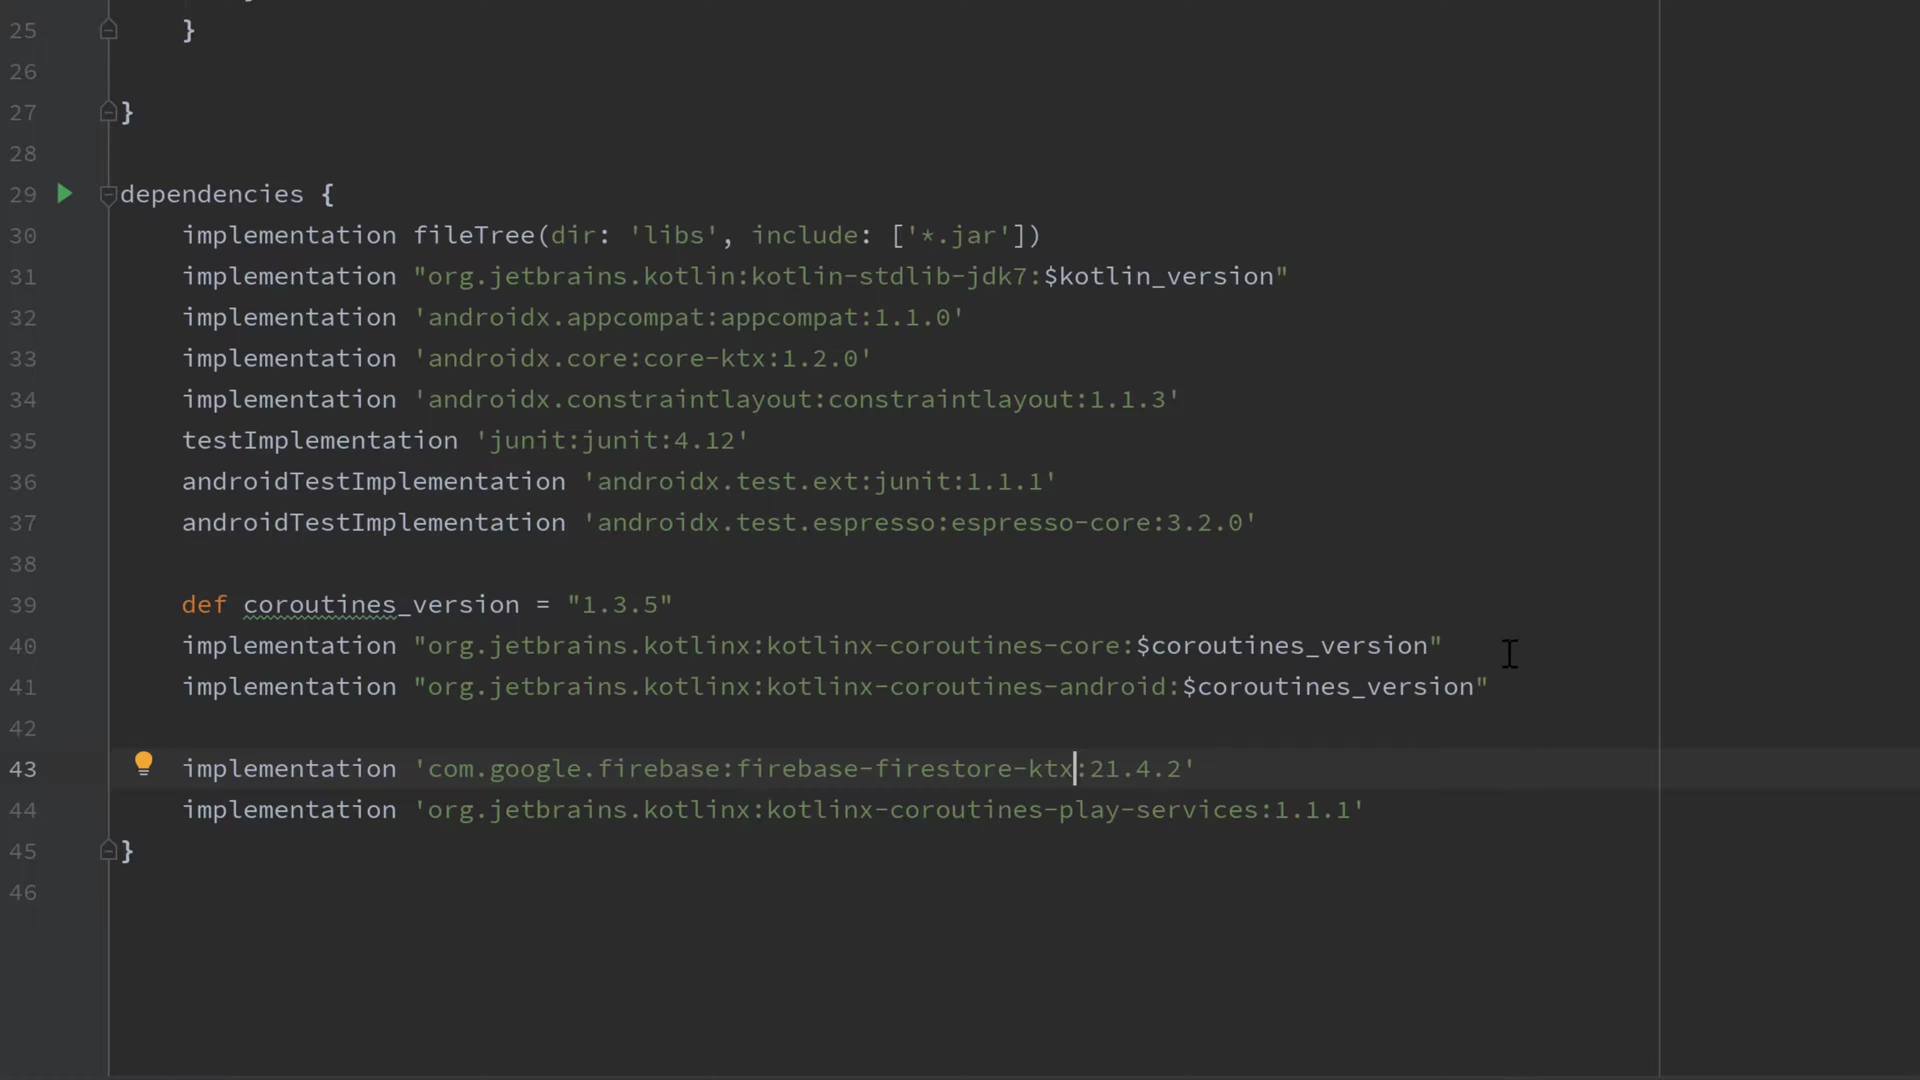 25 }
26
27 }
28
29 dependencies {
30 implementation fileTree(dir: 'libs', include: ['*.jar'])
31 implementation "org.jetbrains.kotlin:kotlin-stdlib-jdk7:$kotlin_version"
32 implementation 'androidx.appcompat:appcompat:1.1.0'
33 implementation 'androidx.core:core-ktx:1.2.0'
34 implementation 'androidx.constraintlayout:constraintlayout:1.1.3'
35 testImplementation 'junit:junit:4.12'
36 androidTestImplementation 'androidx.test.ext:junit:1.1.1'
37 androidTestImplementation 'androidx.test.espresso:espresso-core:3.2.0'
38
39 def coroutines_version = "1.3.5"
40 implementation "org.jetbrains.kotlinx:kotlinx-coroutines-core:$coroutines_version"
41 implementation "org.jetbrains.kotlinx:kotlinx-coroutines-android:$coroutines_version"
42
43 implementation 'com.google.firebase:firebase-firestore-ktx:21.4.2'
44 implementation 'org.jetbrains.kotlinx:kotlinx-coroutines-play-services:1.1.1'
45 }
46